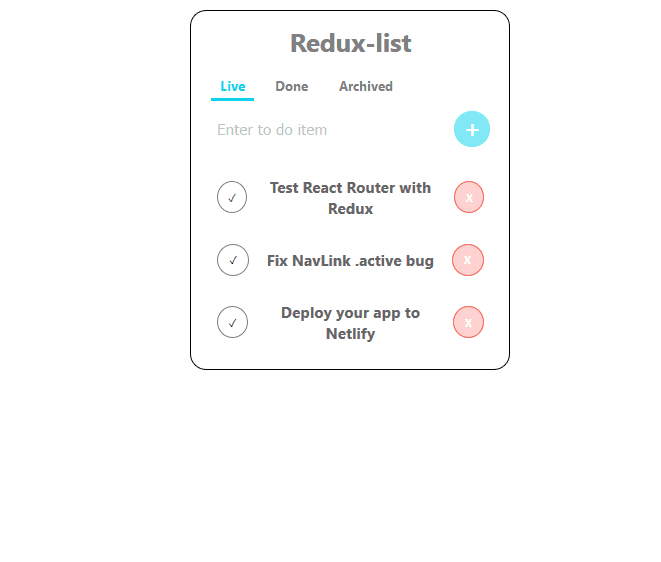 Redux-list
Live Done Archived
Enter to do item +
✓ Test React Router with X
Redux
✓ Fix NavLink .active bug X
✓ Deploy your app to X
Netlify